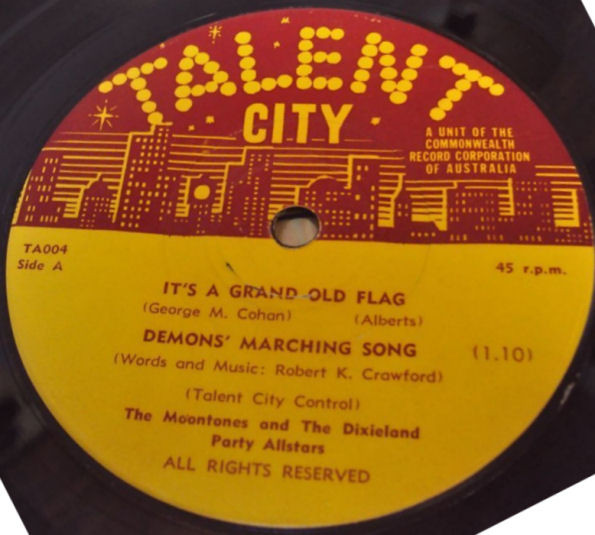 TALENT
CITY
A UNIT OF THE
COMMONWEALTH
RECORD CORPORATION
OF AUSTRALIA
TA004
Side A
45 r.p.m.
IT'S A GRAND OLD FLAG
(George M. Cohan) (Alberts)
DEMONS' MARCHING SONG (1.10)
(Words and Music: Robert K. Crawford)
(Talent City Control)
The Moontones and The Dixieland
Party Allstars
ALL RIGHTS RESERVED